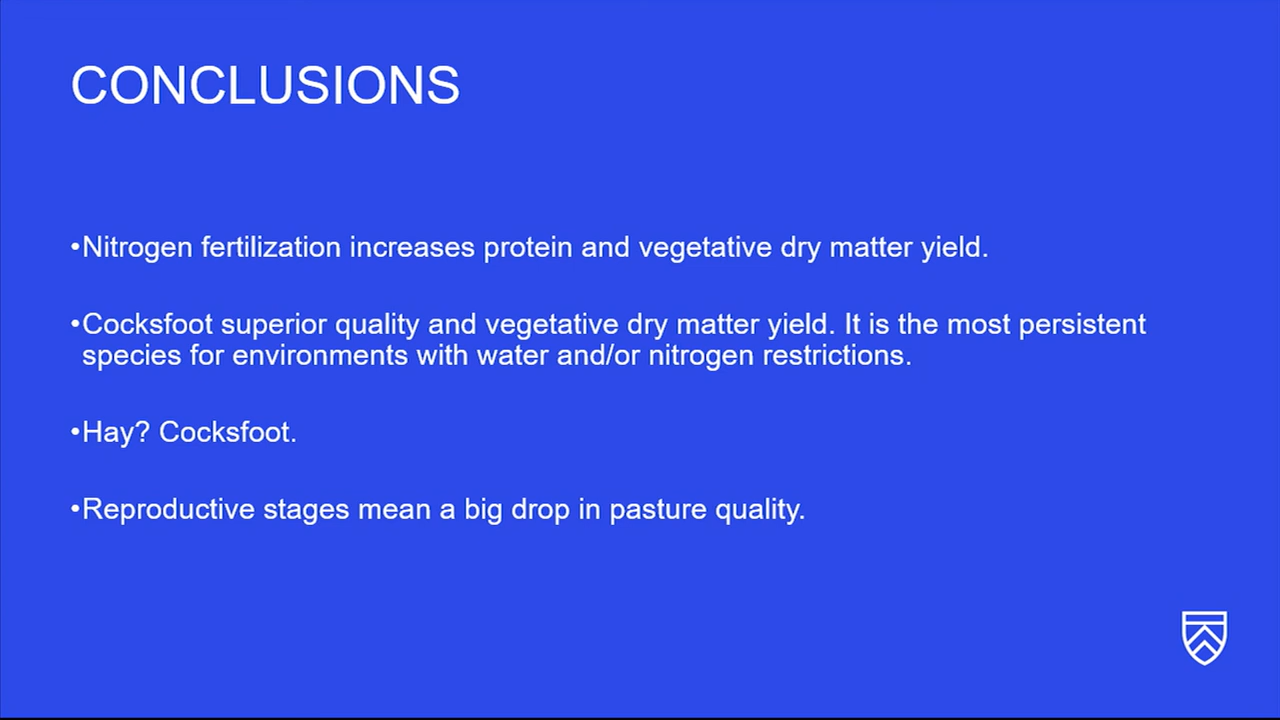 CONCLUSIONS
•Nitrogen fertilization increases protein and vegetative dry matter yield.
•Cocksfoot superior quality and vegetative dry matter yield. It is the most persistent
species for environments with water and/or nitrogen restrictions.
•Hay? Cocksfoot.
•Reproductive stages mean a big drop in pasture quality.